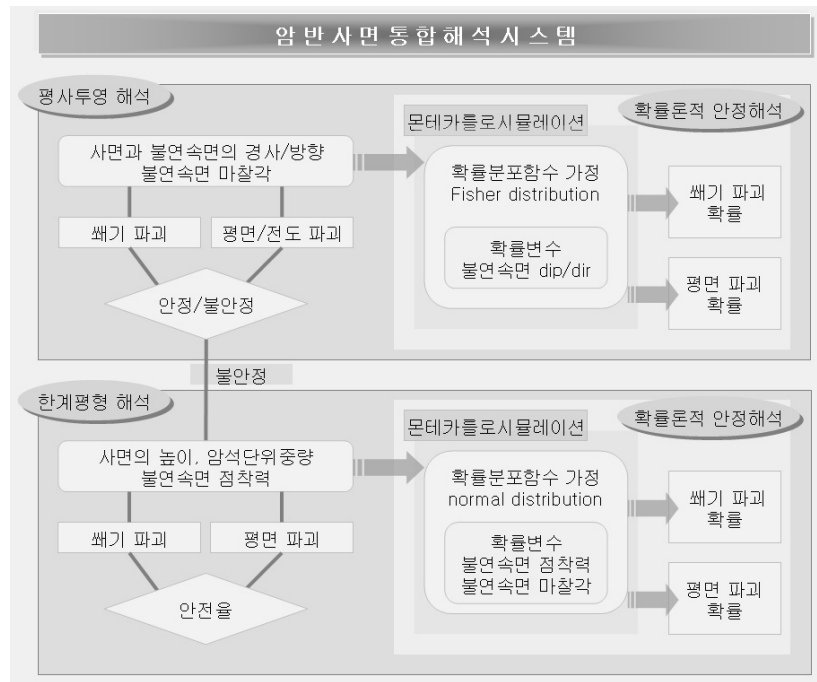 암반사면통합해석시스템
평사투영 해석
사면과 불연속면의 경사/방향
불연속면 마찰각
쐐기 파괴
평면/전도 파괴
안정/불안정
몬테카를로시뮬레이션
확률론적 안정해석
확률분포함수 가정
Fisher distribution
확률변수
불연속면 dip/dir
쐐기 파괴
확률
평면 파괴
확률
불안정
한계평형 해석
사면의 높이, 암석단위중량
불연속면 점착력
쐐기 파괴
평면 파괴
안전율
몬테카를로시뮬레이션
확률론적 안정해석
확률분포함수 가정
normal distribution
확률변수
불연속면 점착력
불연속면 마찰각
쐐기 파괴
확률
평면 파괴
확률